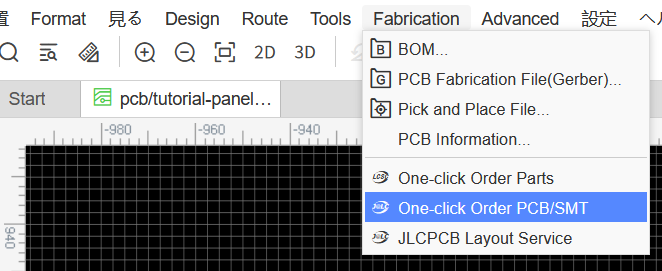 置 Format 見る Design Route Tools Fabrication Advanced 設定 ヘル
2D 3D
BOM...
PCB Fabrication File(Gerber)...
Start pcb/tutorial-panel...
Pick and Place File...
-980 -960 -940
PCB Information...
LCSC One-click Order Parts
One-click Order PCB/SMT
940
JLCPCB Layout Service